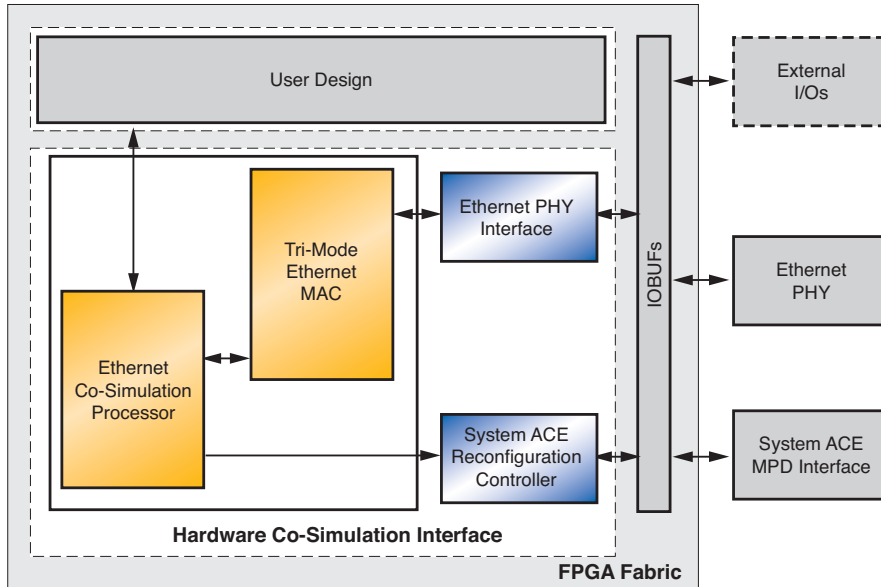 User Design
External
I/Os
Tri-Mode
Ethernet
MAC
Ethernet PHY
Interface
IOBUFs
Ethernet
PHY
Ethernet
Co-Simulation
Processor
System ACE
Reconfiguration
Controller
System ACE
MPD Interface
Hardware Co-Simulation Interface
FPGA Fabric